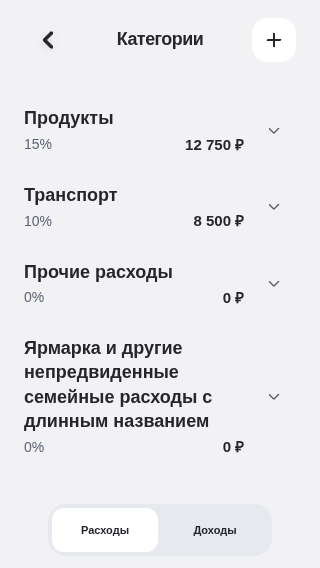 Категории
Продукты
15%
12 750 ₽
Транспорт
10%
8 500 ₽
Прочие расходы
0%
0 ₽
Ярмарка и другие
непредвиденные
семейные расходы с
длинным названием
0%
0 ₽
Расходы
Доходы